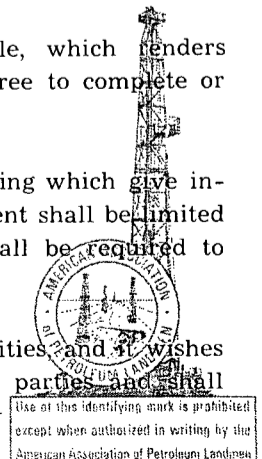 le, which renders
ree to complete or
ing which give in-
ent shall be limited
all be required to
AMERICAN ASSOCIATION
of PETROLEUM LANDMEN
ities, and it wishes
parties and shall
Use of this identifying mark is prohibited
except when authorized in writing by the
American Association of Petroleum Landmen